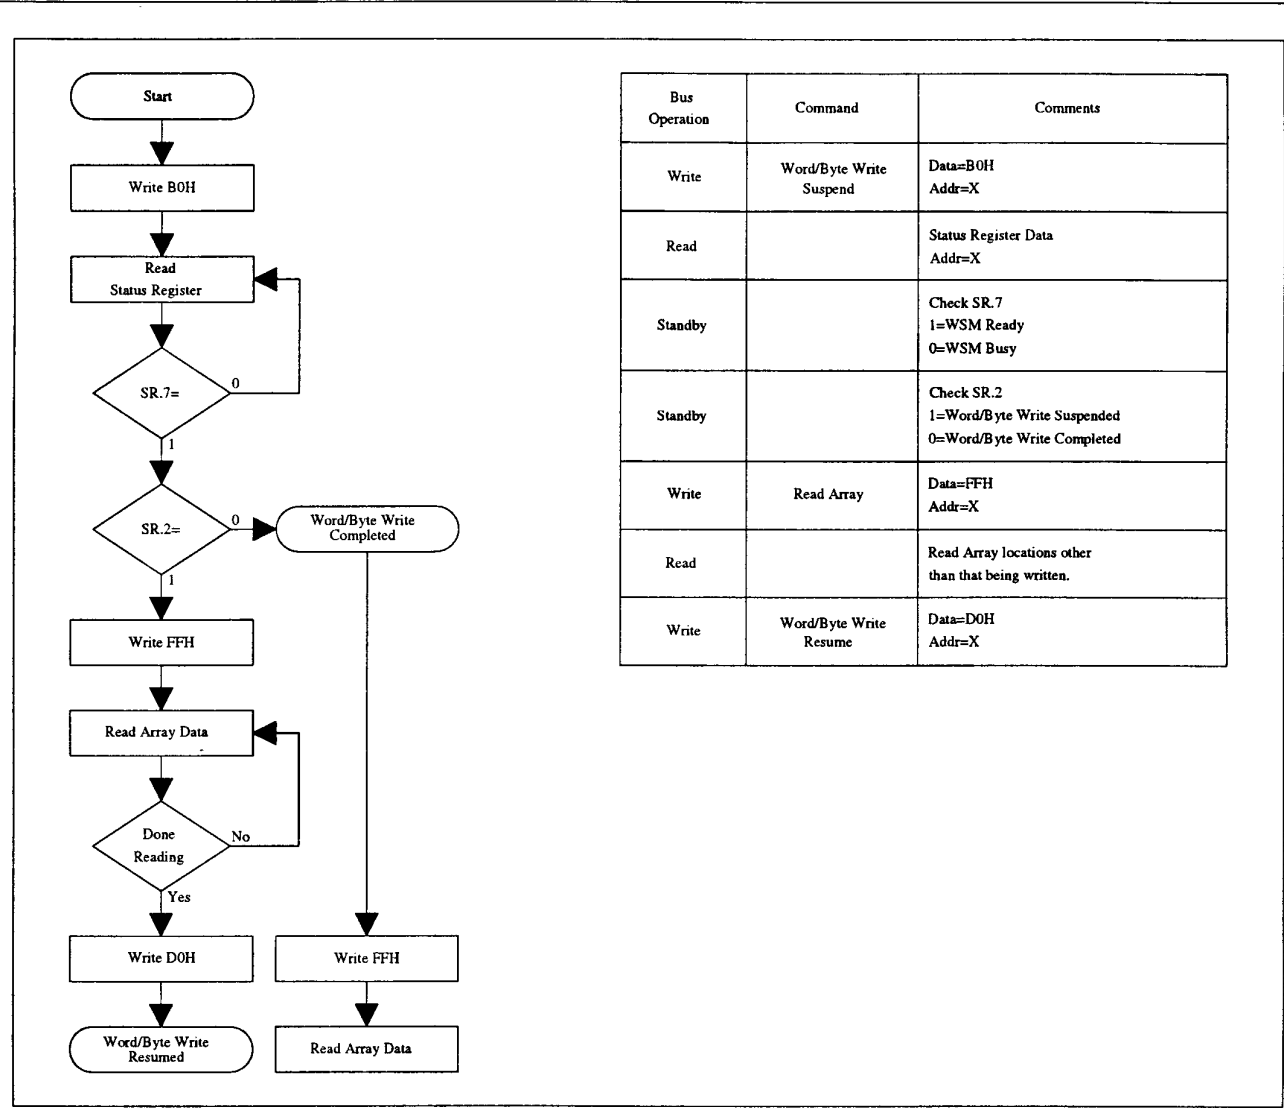 Start
Write B0H
Read
Status Register
SR.7=
0
1
SR.2=
0
Word/Byte Write
Completed
1
Write FFH
Read Array Data
Done
Reading
No
Yes
Write D0H
Write FFH
Word/Byte Write
Resumed
Read Array Data
Bus
Operation
Command
Comments
Write
Word/Byte Write
Suspend
Data=B0H
Addr=X
Read
Status Register Data
Addr=X
Standby
Check SR.7
1=WSM Ready
0=WSM Busy
Standby
Check SR.2
1=Word/Byte Write Suspended
0=Word/Byte Write Completed
Write
Read Array
Data=FFH
Addr=X
Read
Read Array locations other
than that being written.
Write
Word/Byte Write
Resume
Data=D0H
Addr=X